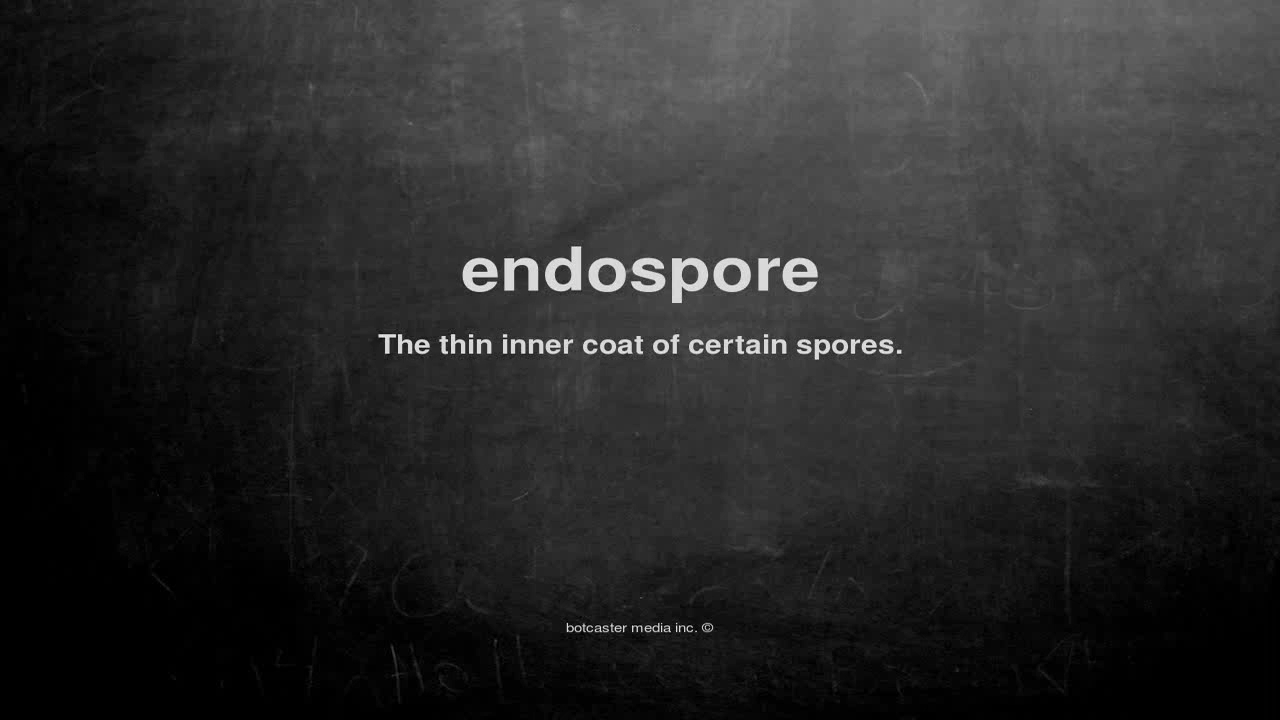 endospore
The thin inner coat of certain spores.
botcaster media inc. ©